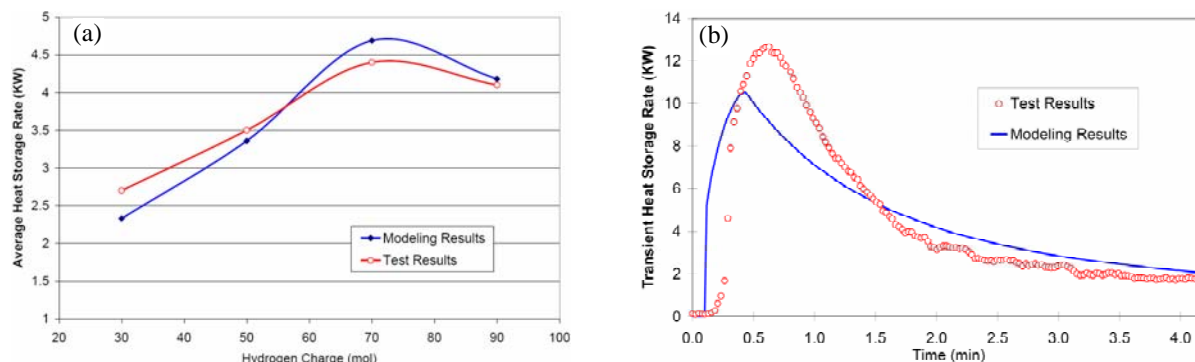 (a)
Average Heat Storage Rate (KW)
5
4.5
4
3.5
3
2.5
2
1.5
1
20 30 40 50 60 70 80 90 100
Hydrogen Charge (mol)
Modeling Results
Test Results
(b)
Transient Heat Storage Rate (KW)
14
12
10
8
6
4
2
0
0.0 0.5 1.0 1.5 2.0 2.5 3.0 3.5 4.0
Time (min)
Test Results
Modeling Results